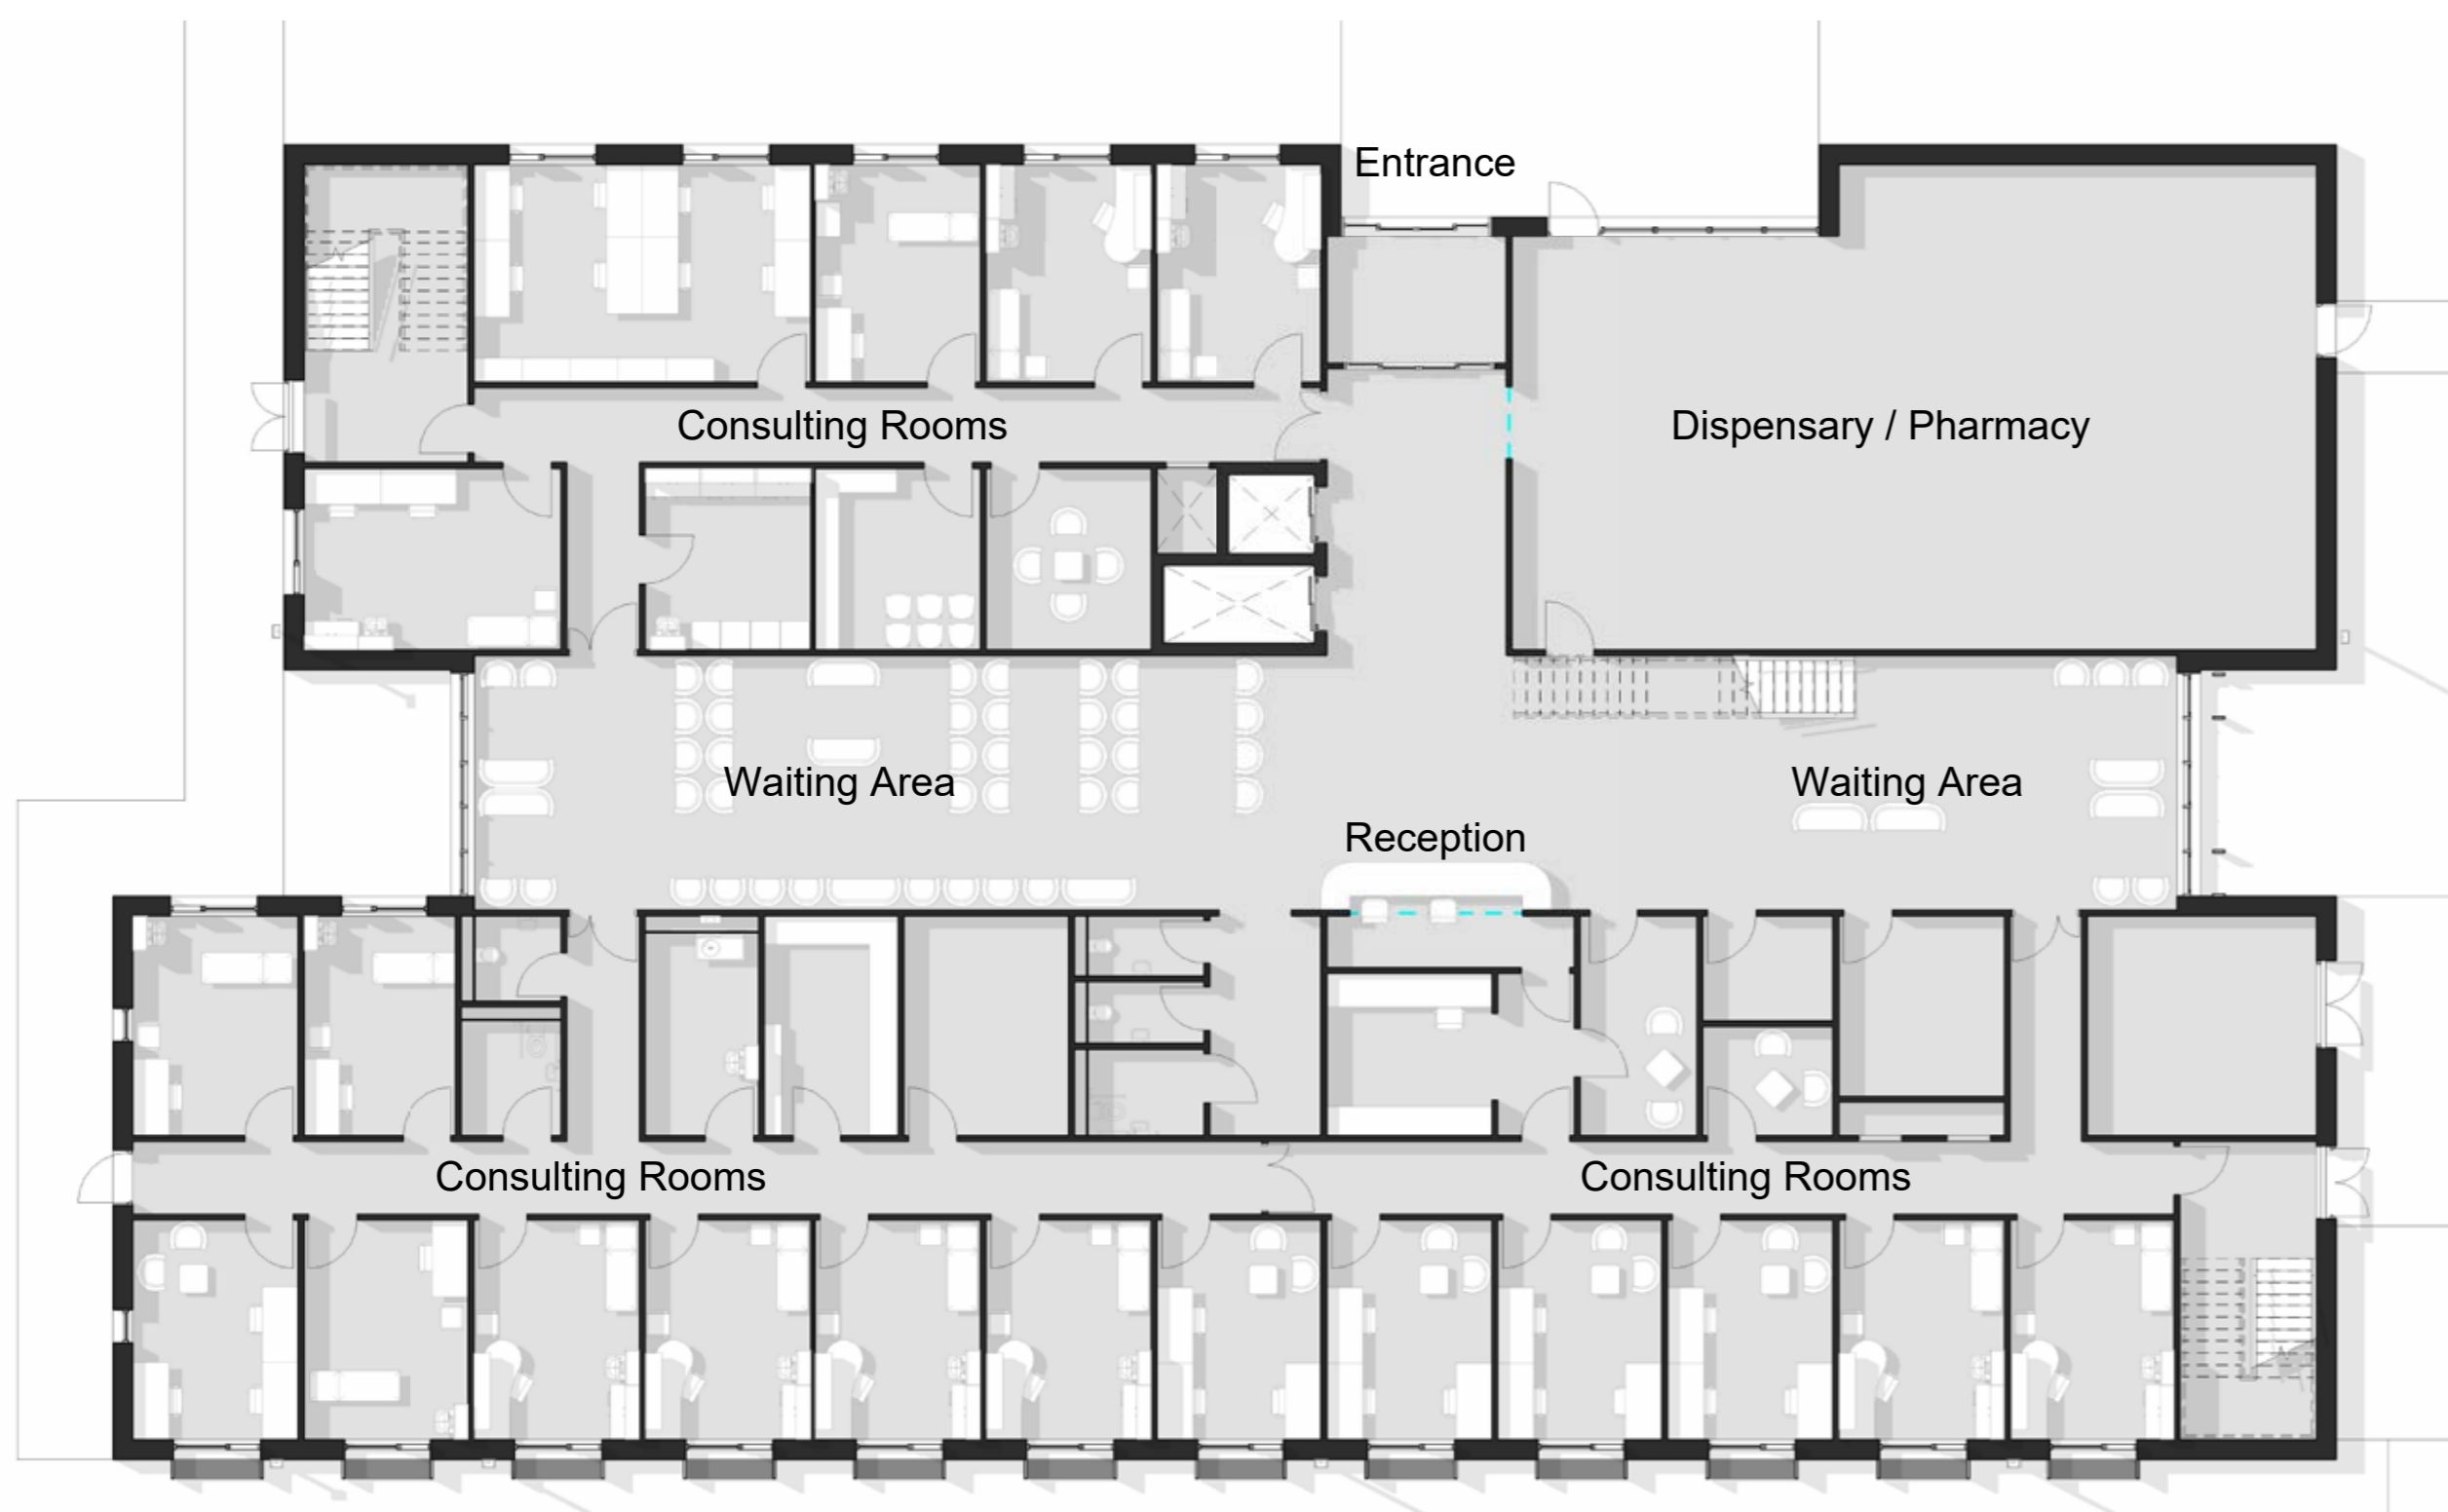 Entrance
Consulting Rooms
Dispensary / Pharmacy
Waiting Area
Waiting Area
Reception
Consulting Rooms
Consulting Rooms